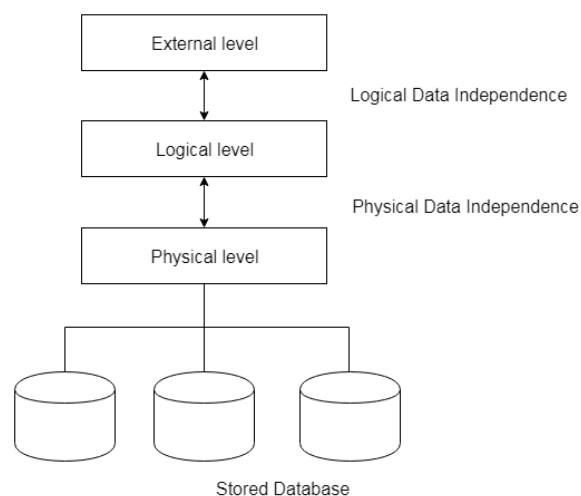 External level
Logical Data Independence
Logical level
Physical Data Independence
Physical level
Stored Database